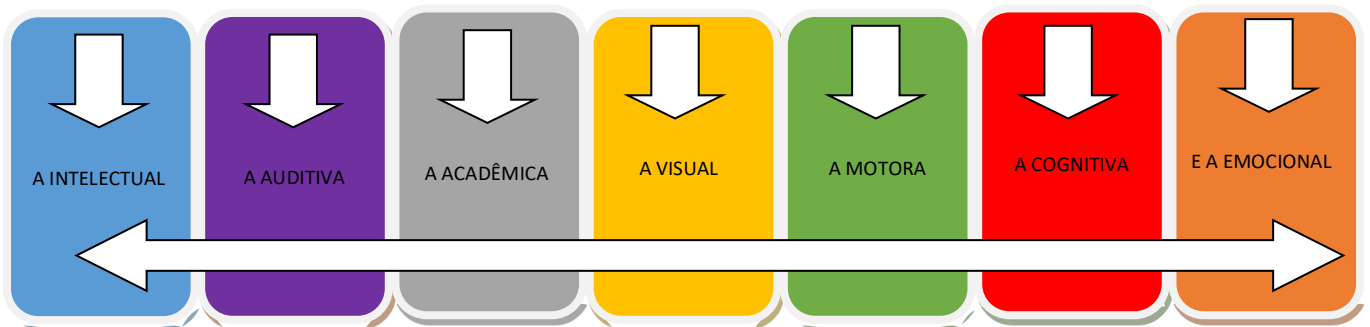 A INTELECTUAL
A AUDITIVA
A ACADÊMICA
A VISUAL
A MOTORA
A COGNITIVA
E A EMOCIONAL